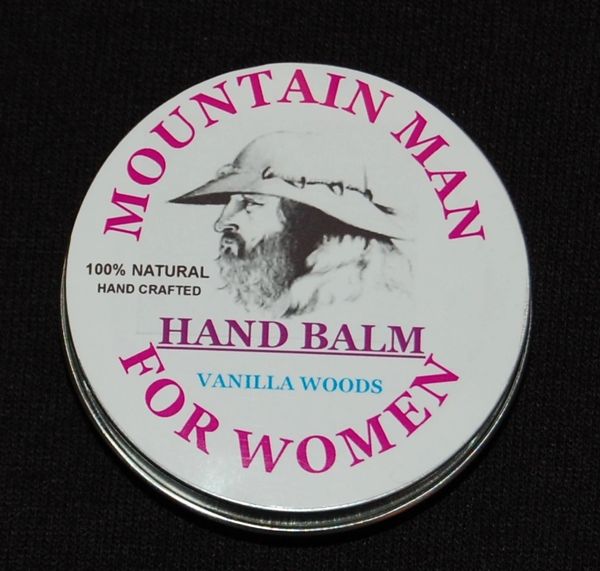 MOUNTAIN MAN
100% NATURAL
HAND CRAFTED
HAND BALM
VANILLA WOODS
FOR WOMEN